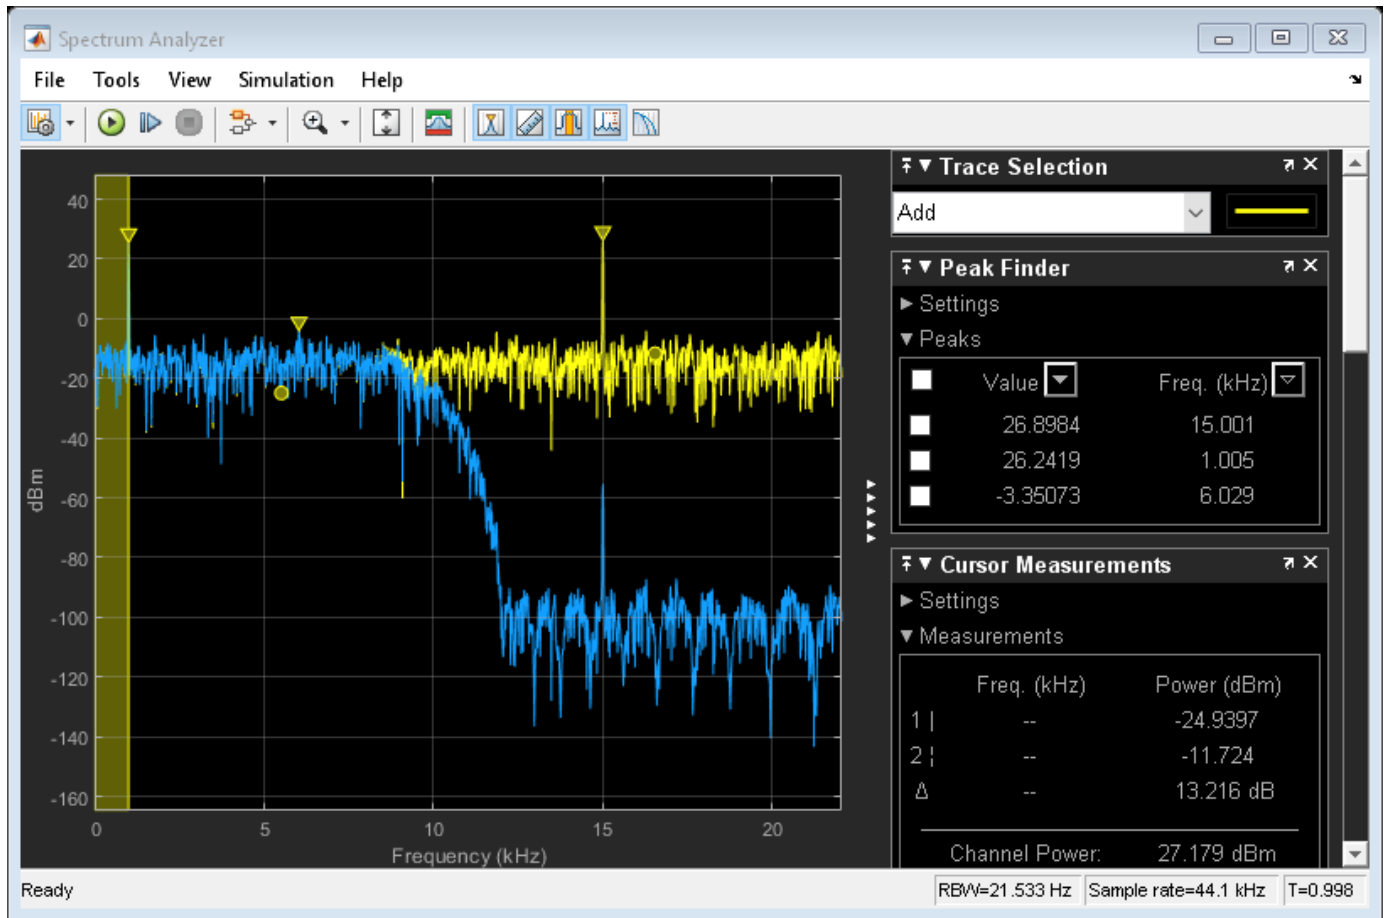 Spectrum Analyzer
File Tools View Simulation Help
40
20
0
-20
-40
-60
-80
-100
-120
-140
-160
dBm
0 5 10 15 20
Frequency (kHz)
Trace Selection
Add
Peak Finder
Settings
Peaks
Value Freq. (kHz)
26.8984 15.001
26.2419 1.005
-3.35073 6.029
Cursor Measurements
Settings
Measurements
Freq. (kHz) Power (dBm)
1 | -- -24.9397
2 ¦ -- -11.724
Δ -- 13.216 dB
Channel Power: 27.179 dBm
Ready
RBW=21.533 Hz Sample rate=44.1 kHz T=0.998